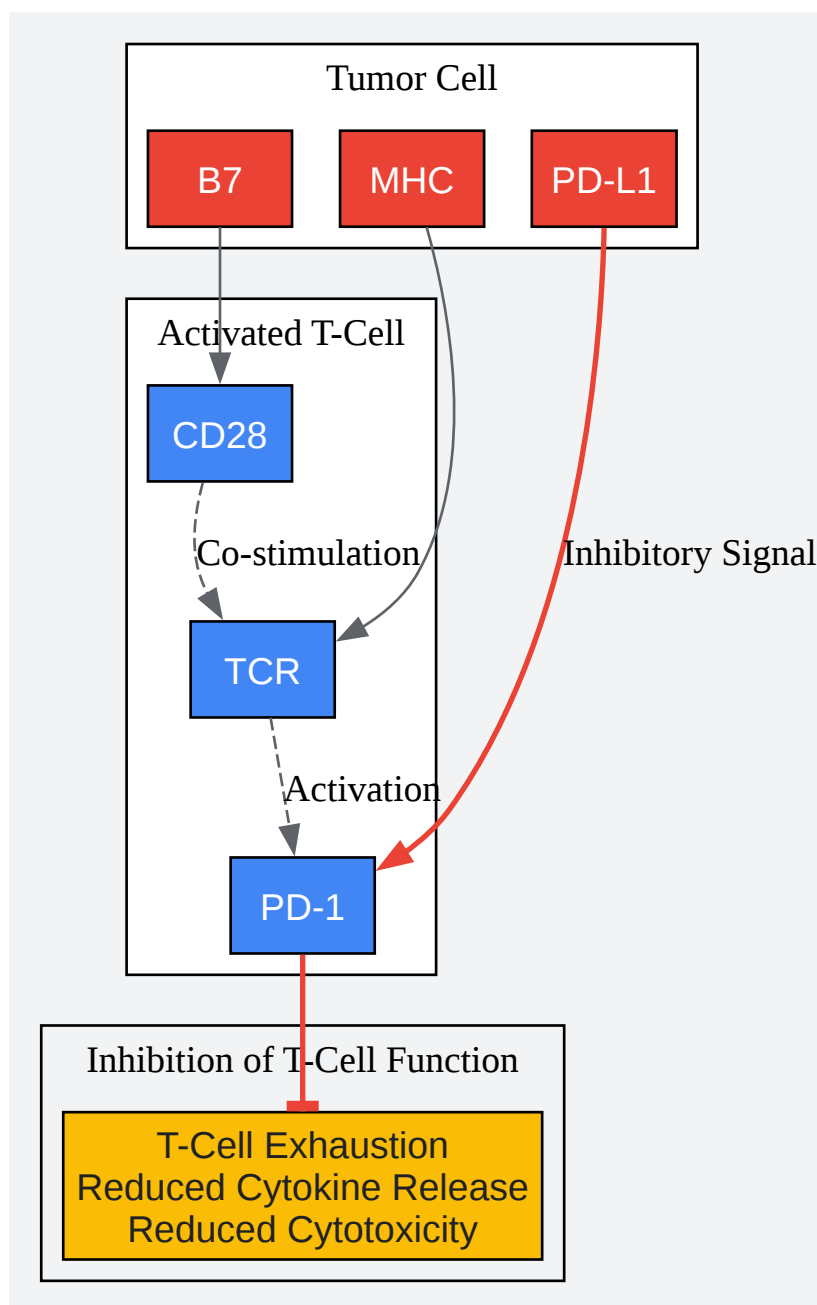 Tumor Cell
B7
MHC
PD-L1
Activated T-Cell
CD28
Co-stimulation
Inhibitory Signal
TCR
Activation
PD-1
Inhibition of T-Cell Function
T-Cell Exhaustion
Reduced Cytokine Release
Reduced Cytotoxicity